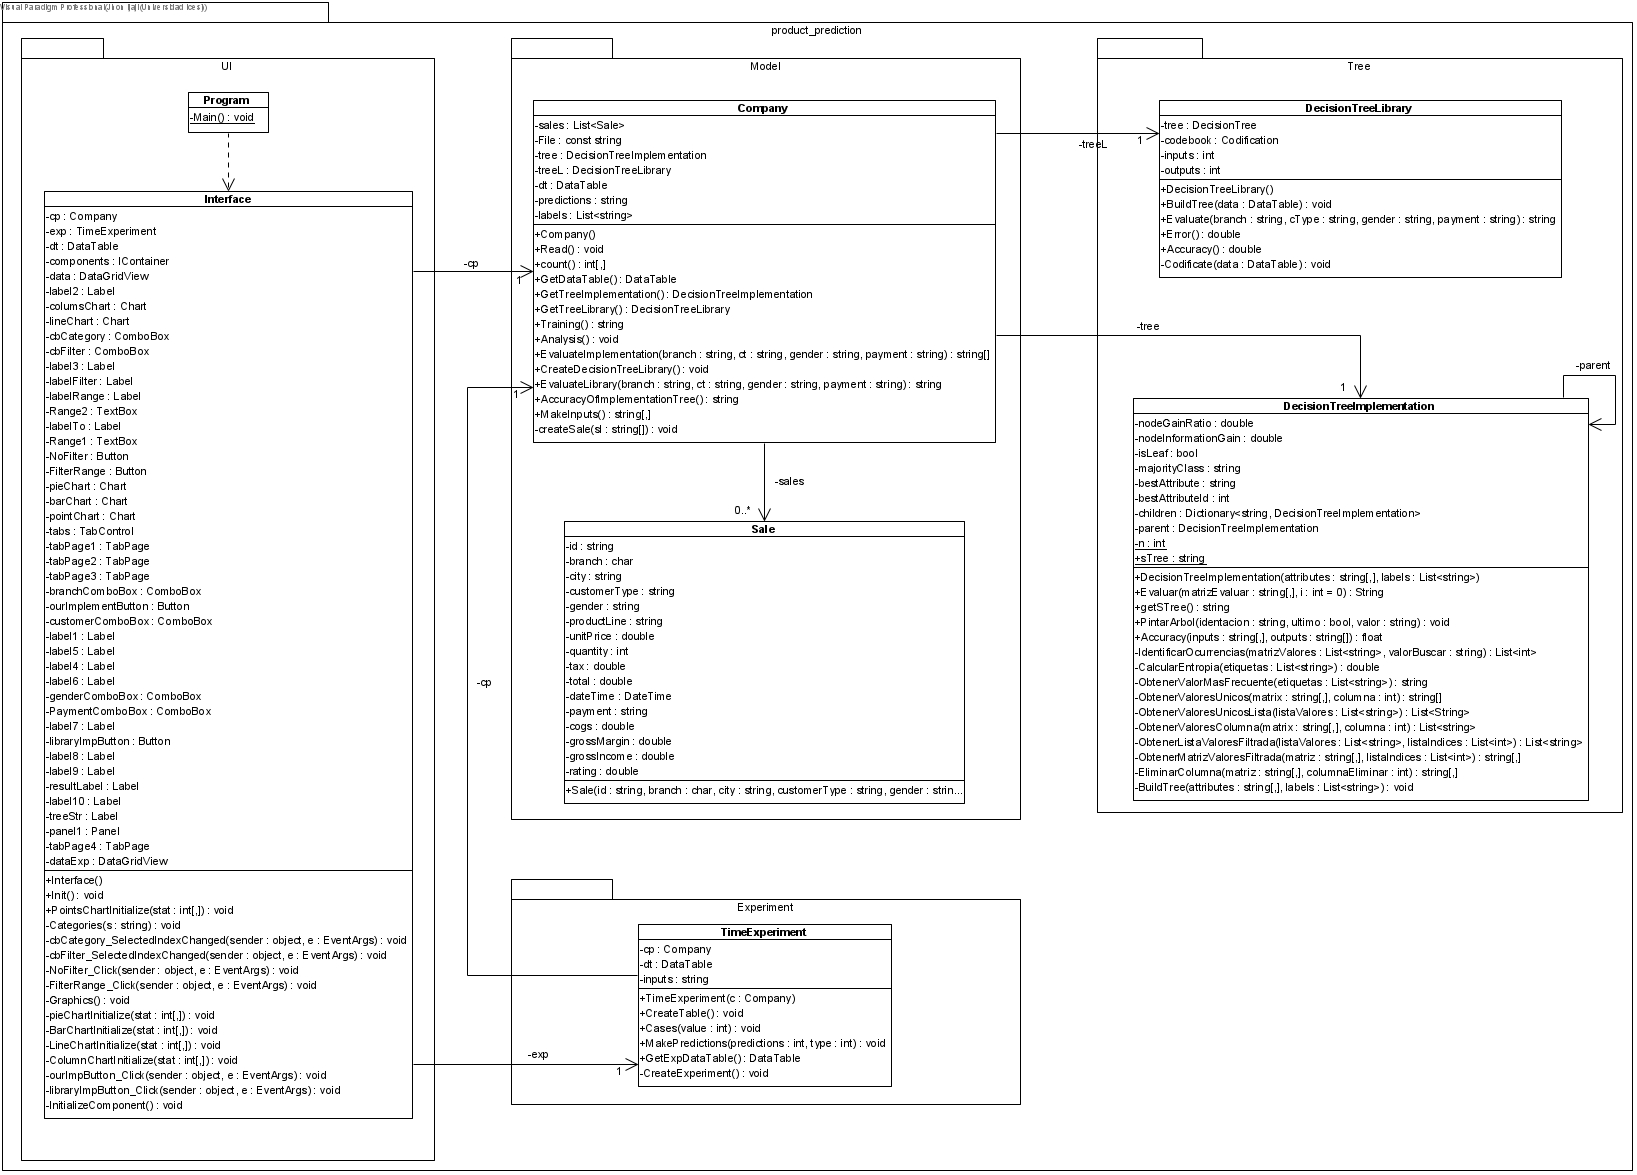 Visual Paradigm Professional(Jhon Ijaji(Universidad Icesi))
product_prediction
UI
Program
-Main() : void
Interface
-cp : Company
-exp : TimeExperiment
-dt : DataTable
-components : IContainer
-data : DataGridView
-label2 : Label
-columsChart : Chart
-lineChart : Chart
-cbCategory : ComboBox
-cbFilter : ComboBox
-label3 : Label
-labelFilter : Label
-labelRange : Label
-Range2 : TextBox
-labelTo : Label
-Range1 : TextBox
-NoFilter : Button
-FilterRange : Button
-pieChart : Chart
-barChart : Chart
-pointChart : Chart
-tabs : TabControl
-tabPage1 : TabPage
-tabPage2 : TabPage
-tabPage3 : TabPage
-branchComboBox : ComboBox
-ourImplementButton : Button
-customerComboBox : ComboBox
-label1 : Label
-label5 : Label
-label4 : Label
-label6 : Label
-genderComboBox : ComboBox
-PaymentComboBox : ComboBox
-label7 : Label
-libraryImpButton : Button
-label8 : Label
-label9 : Label
-resultLabel : Label
-label10 : Label
-treeStr : Label
-panel1 : Panel
-tabPage4 : TabPage
-dataExp : DataGridView
+Interface()
+Init() : void
+PointsChartInitialize(stat : int[,]) : void
-Categories(s : string) : void
-cbCategory_SelectedIndexChanged(sender : object, e : EventArgs) : void
-cbFilter_SelectedIndexChanged(sender : object, e : EventArgs) : void
-NoFilter_Click(sender : object, e : EventArgs) : void
-FilterRange_Click(sender : object, e : EventArgs) : void
-Graphics() : void
-pieChartInitialize(stat : int[,]) : void
-BarChartInitialize(stat : int[,]) : void
-LineChartInitialize(stat : int[,]) : void
-ColumnChartInitialize(stat : int[,]) : void
-ourImpButton_Click(sender : object, e : EventArgs) : void
-libraryImpButton_Click(sender : object, e : EventArgs) : void
-InitializeComponent() : void
-cp
1
-cp
1
-exp
1
Model
Company
-sales : List<Sale>
-File : const string
-tree : DecisionTreeImplementation
-treeL : DecisionTreeLibrary
-dt : DataTable
-predictions : string
-labels : List<string>
+Company()
+Read() : void
+count() : int[,]
+GetDataTable() : DataTable
+GetTreeImplementation() : DecisionTreeImplementation
+GetTreeLibrary() : DecisionTreeLibrary
+Training() : string
+Analysis() : void
+EvaluateImplementation(branch : string, ct : string, gender : string, payment : string) : string[]
+CreateDecisionTreeLibrary() : void
+EvaluateLibrary(branch : string, ct : string, gender : string, payment : string) : string
+AccuracyOfImplementationTree() : string
+MakeInputs() : string[,]
-createSale(sl : string[]) : void
-sales
0..*
Sale
-id : string
-branch : char
-city : string
-customerType : string
-gender : string
-productLine : string
-unitPrice : double
-quantity : int
-tax : double
-total : double
-dateTime : DateTime
-payment : string
-cogs : double
-grossMargin : double
-grossIncome : double
-rating : double
+Sale(id : string, branch : char, city : string, customerType : string, gender : strin...
Experiment
TimeExperiment
-cp : Company
-dt : DataTable
-inputs : string
+TimeExperiment(c : Company)
+CreateTable() : void
+Cases(value : int) : void
+MakePredictions(predictions : int, type : int) : void
+GetExpDataTable() : DataTable
-CreateExperiment() : void
-treeL
1
-tree
1
Tree
DecisionTreeLibrary
-tree : DecisionTree
-codebook : Codification
-inputs : int
-outputs : int
+DecisionTreeLibrary()
+BuildTree(data : DataTable) : void
+Evaluate(branch : string, cType : string, gender : string, payment : string) : string
+Error() : double
+Accuracy() : double
-Codificate(data : DataTable) : void
-parent
DecisionTreeImplementation
-nodeGainRatio : double
-nodeInformationGain : double
-isLeaf : bool
-majorityClass : string
-bestAttribute : string
-bestAttributeId : int
-children : Dictionary<string, DecisionTreeImplementation>
-parent : DecisionTreeImplementation
-n : int
+sTree : string
+DecisionTreeImplementation(attributes : string[,], labels : List<string>)
+Evaluar(matrizEvaluar : string[,], i : int = 0) : String
+getSTree() : string
+PintarArbol(identacion : string, ultimo : bool, valor : string) : void
+Accuracy(inputs : string[,], outputs : string[]) : float
-IdentificarOcurrencias(matrizValores : List<string>, valorBuscar : string) : List<int>
-CalcularEntropia(etiquetas : List<string>) : double
-ObtenerValorMasFrecuente(etiquetas : List<string>) : string
-ObtenerValoresUnicos(matrix : string[,], columna : int) : string[]
-ObtenerValoresUnicosLista(listaValores : List<string>) : List<String>
-ObtenerValoresColumna(matrix : string[,], columna : int) : List<string>
-ObtenerListaValoresFiltrada(listaValores : List<string>, listaIndices : List<int>) : List<string>
-ObtenerMatrizValoresFiltrada(matriz : string[,], listaIndices : List<int>) : string[,]
-EliminarColumna(matriz : string[,], columnaEliminar : int) : string[,]
-BuildTree(attributes : string[,], labels : List<string>) : void